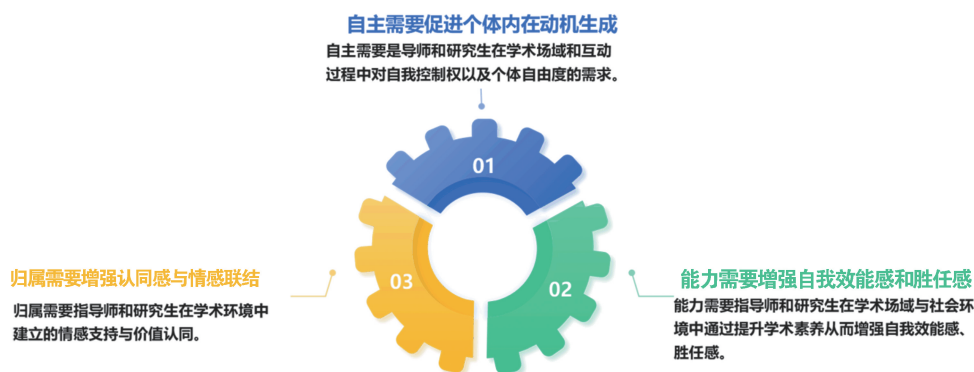 自主需要促进个体内在动机生成
自主需要是导师和研究生在学术场域和互动
过程中对自我控制权以及个体自由度的需求。
01
02
03
能力需要增强自我效能感和胜任感
能力需要指导师和研究生在学术场域与社会环
境中通过提升学术素养从而增强自我效能感、
胜任感。
归属需要增强认同感与情感联结
归属需要指导师和研究生在学术环境中
建立的情感支持与价值认同。